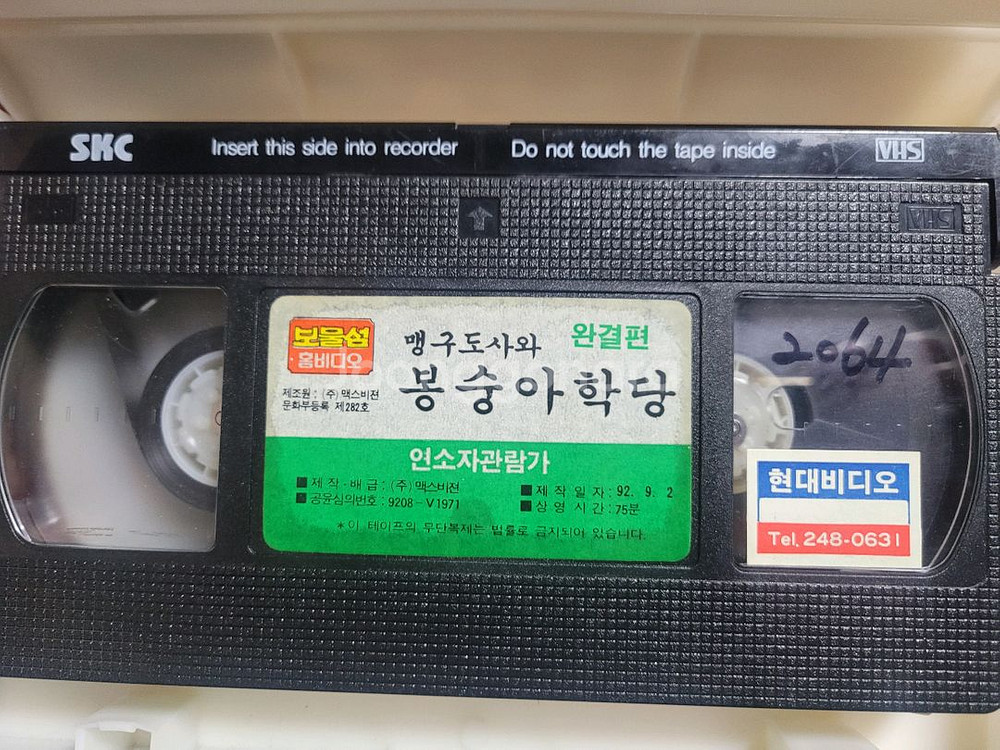 SKC Insert this side into recorder Do not touch the tape inside VHS
VHS
보물섬
홈비디오
맹구도사와 완결편
봉숭아학당
제조원 : (주) 맥스비젼
문화부등록 제282호
연소자관람가
■ 제작·배급 : (주) 맥스비젼
■ 공윤심의번호 : 9208-V1971
■ 제작일자 : 92. 9. 2
■ 상영시간 : 75분
* 이 테이프의 무단복제는 법률로 금지되어 있습니다.
2064
현대비디오
Tel. 248-0631